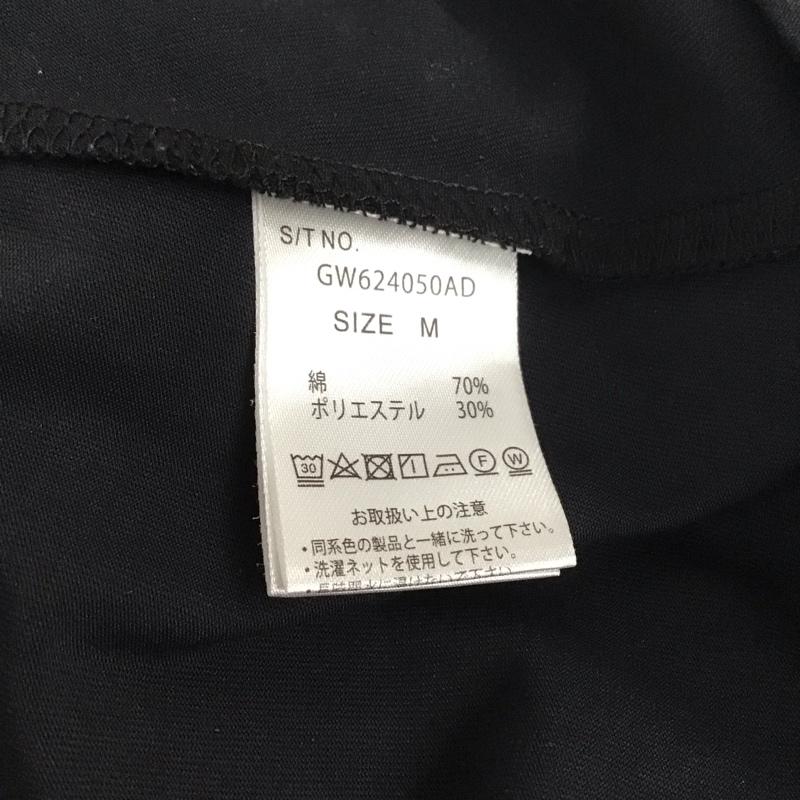 S/T NO.
GW624050AD
SIZE M
綿 70%
ポリエステル 30%
30
F W
お取扱い上の注意
・同系色の製品と一緒に洗って下さい。
・洗濯ネットを使用して下さい。